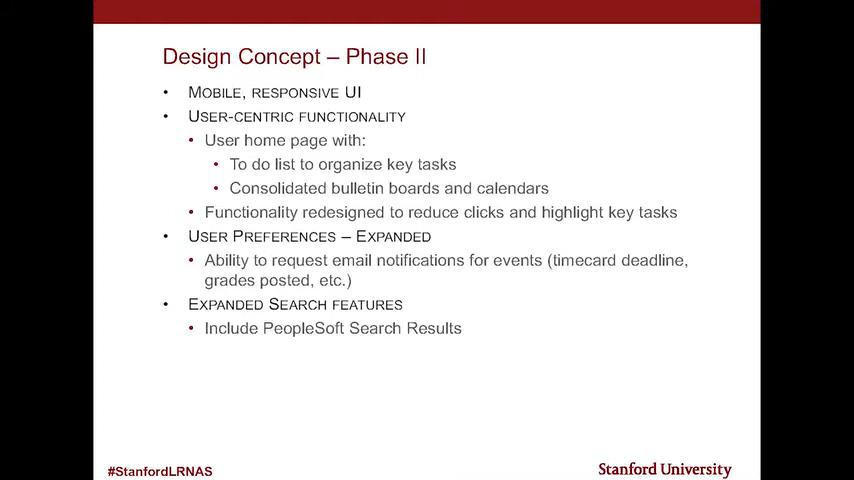 Design Concept – Phase II
• Mobile, responsive UI
• User-centric functionality
• User home page with:
• To do list to organize key tasks
• Consolidated bulletin boards and calendars
• Functionality redesigned to reduce clicks and highlight key tasks
• User Preferences – Expanded
• Ability to request email notifications for events (timecard deadline,
grades posted, etc.)
• Expanded Search features
• Include PeopleSoft Search Results
#StanfordLRNAS
Stanford University